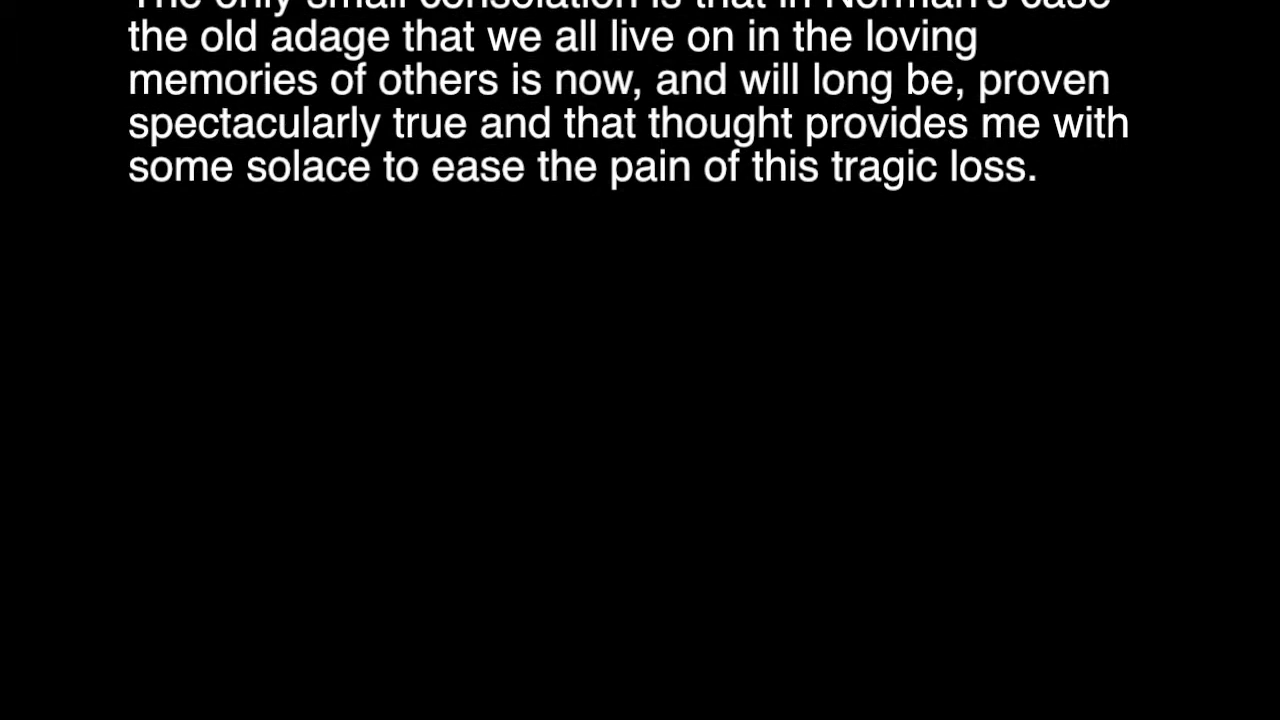 The only small consolation is that in Norman's case
the old adage that we all live on in the loving
memories of others is now, and will long be, proven
spectacularly true and that thought provides me with
some solace to ease the pain of this tragic loss.